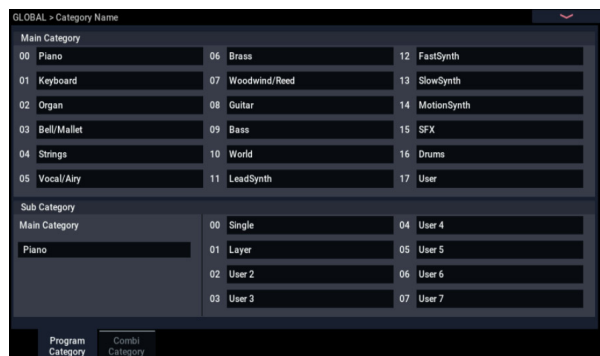 GLOBAL > Category Name
Main Category
00 Piano 06 Brass 12 FastSynth
01 Keyboard 07 Woodwind/Reed 13 SlowSynth
02 Organ 08 Guitar 14 MotionSynth
03 Bell/Mallet 09 Bass 15 SFX
04 Strings 10 World 16 Drums
05 Vocal/Airy 11 LeadSynth 17 User
Sub Category
Main Category 00 Single 04 User 4
Piano 01 Layer 05 User 5
02 User 2 06 User 6
03 User 3 07 User 7
Program Combi
Category Category